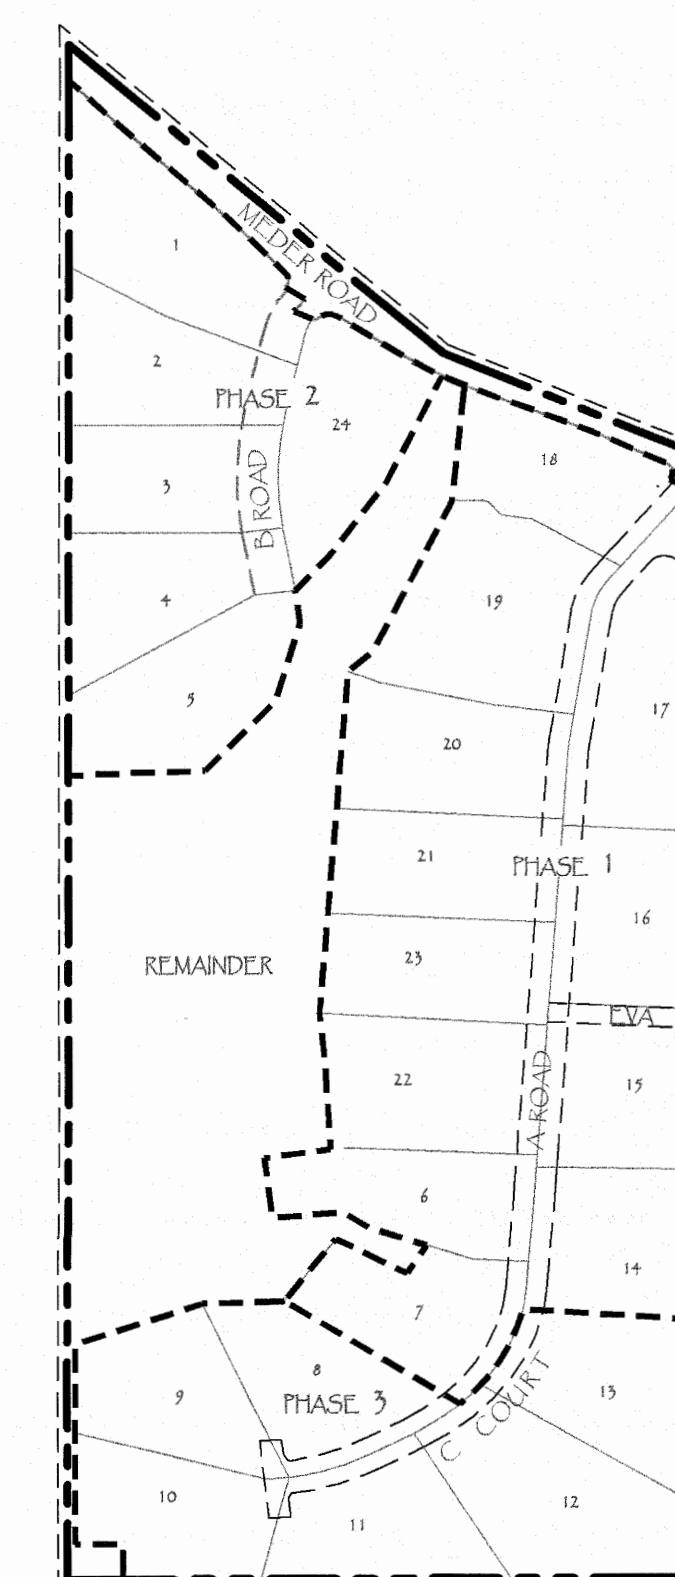 MEDER ROAD
1
2
PHASE 2
24
18
3
B ROAD
19
4
5
17
20
21
PHASE 1
16
23
REMAINDER
EVA
22
15
A ROAD
6
14
7
8
13
9
PHASE 3
C COURT
10
12
11